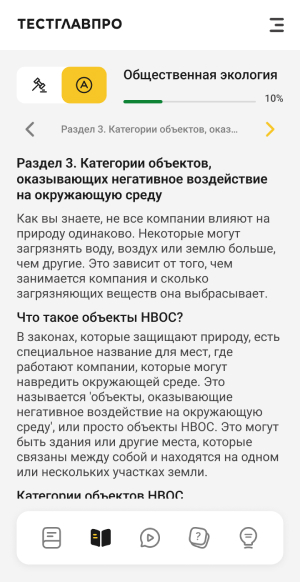 ТЕСТГЛАВПРО
Общественная экология
10%
Раздел 3. Категории объектов, оказ...
Раздел 3. Категории объектов,
оказывающих негативное воздействие
на окружающую среду
Как вы знаете, не все компании влияют на
природу одинаково. Некоторые могут
загрязнять воду, воздух или землю больше,
чем другие. Это зависит от того, чем
занимается компания и сколько
загрязняющих веществ она выбрасывает.
Что такое объекты НВОС?
В законах, которые защищают природу, есть
специальное название для мест, где
работают компании, которые могут
навредить окружающей среде. Это
называется 'объекты, оказывающие
негативное воздействие на окружающую
среду', или просто объекты НВОС. Это могут
быть здания или другие места, которые
связаны между собой и находятся на одном
или нескольких участках земли.
Категории объектов НВОС